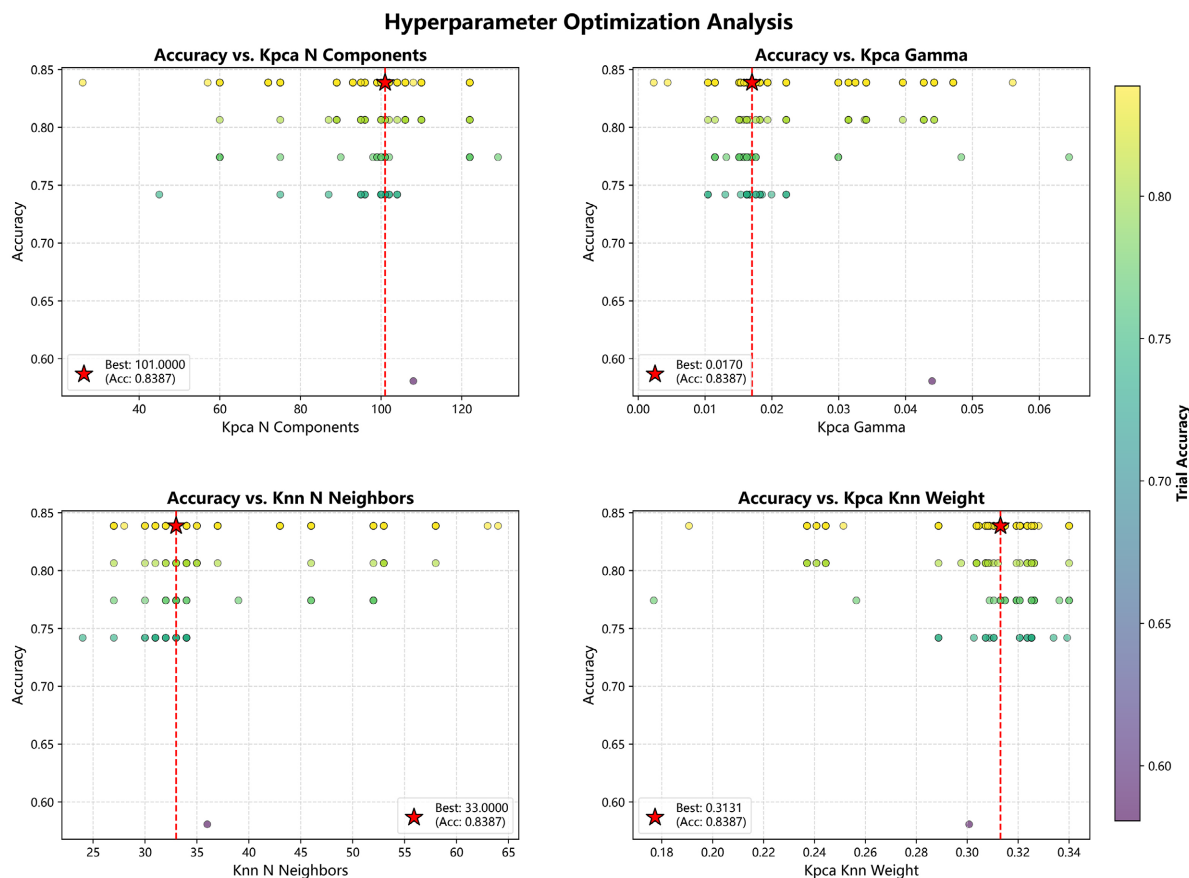 Hyperparameter Optimization Analysis
Accuracy vs. Kpca N Components
0.85
0.80
0.75
0.70
0.65
0.60
Accuracy
Best: 101.0000
(Acc: 0.8387)
40
60
80
100
120
Kpca N Components
Accuracy vs. Kpca Gamma
0.85
0.80
0.75
0.70
0.65
0.60
Accuracy
Best: 0.0170
(Acc: 0.8387)
0.00
0.01
0.02
0.03
0.04
0.05
0.06
Kpca Gamma
Accuracy vs. Knn N Neighbors
0.85
0.80
0.75
0.70
0.65
0.60
Accuracy
Best: 33.0000
(Acc: 0.8387)
25
30
35
40
45
50
55
60
65
Knn N Neighbors
Accuracy vs. Kpca Knn Weight
0.85
0.80
0.75
0.70
0.65
0.60
Accuracy
Best: 0.3131
(Acc: 0.8387)
0.18
0.20
0.22
0.24
0.26
0.28
0.30
0.32
0.34
Kpca Knn Weight
0.80
0.75
0.70
0.65
0.60
Trial Accuracy